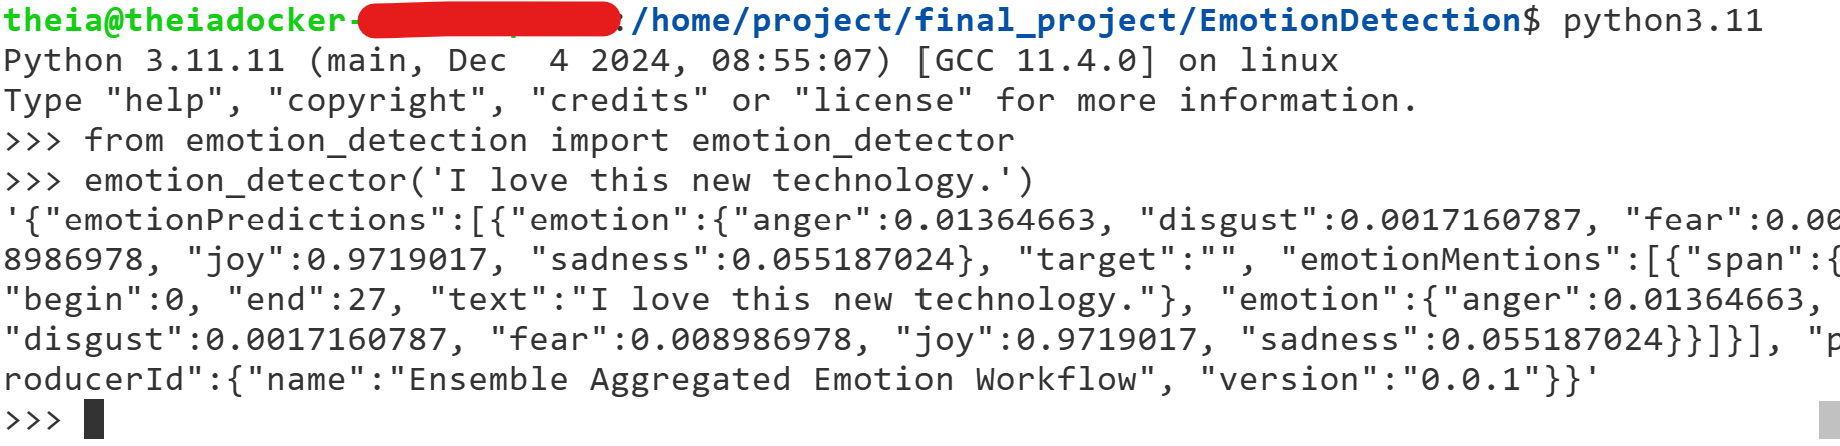 theia@theiadocker- :/home/project/final_project/EmotionDetection$ python3.11
Python 3.11.11 (main, Dec  4 2024, 08:55:07) [GCC 11.4.0] on linux
Type "help", "copyright", "credits" or "license" for more information.
>>> from emotion_detection import emotion_detector
>>> emotion_detector('I love this new technology.')
'{"emotionPredictions":[{"emotion":{"anger":0.01364663, "disgust":0.0017160787, "fear":0.00
8986978, "joy":0.9719017, "sadness":0.055187024}, "target":"", "emotionMentions":[{"span":{
"begin":0, "end":27, "text":"I love this new technology."}, "emotion":{"anger":0.01364663,
"disgust":0.0017160787, "fear":0.008986978, "joy":0.9719017, "sadness":0.055187024}}]}], "p
roducerId":{"name":"Ensemble Aggregated Emotion Workflow", "version":"0.0.1"}}'
>>>